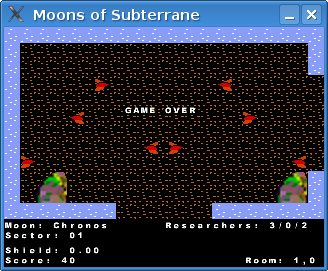 Moons of Subterrane
GAME OVER
Moon: Chronos Researchers: 3/0/2
Sector: 01
Shield: 0.00
Score: 40 Room: 1,0